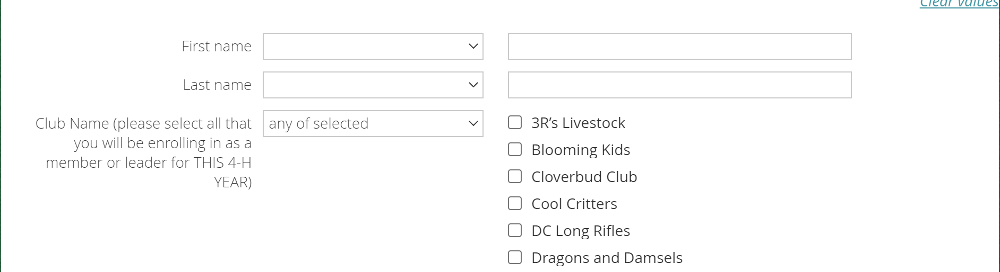 Clear values
First name
Last name
Club Name (please select all that
you will be enrolling in as a
member or leader for THIS 4-H
YEAR)
any of selected
3R’s Livestock
Blooming Kids
Cloverbud Club
Cool Critters
DC Long Rifles
Dragons and Damsels